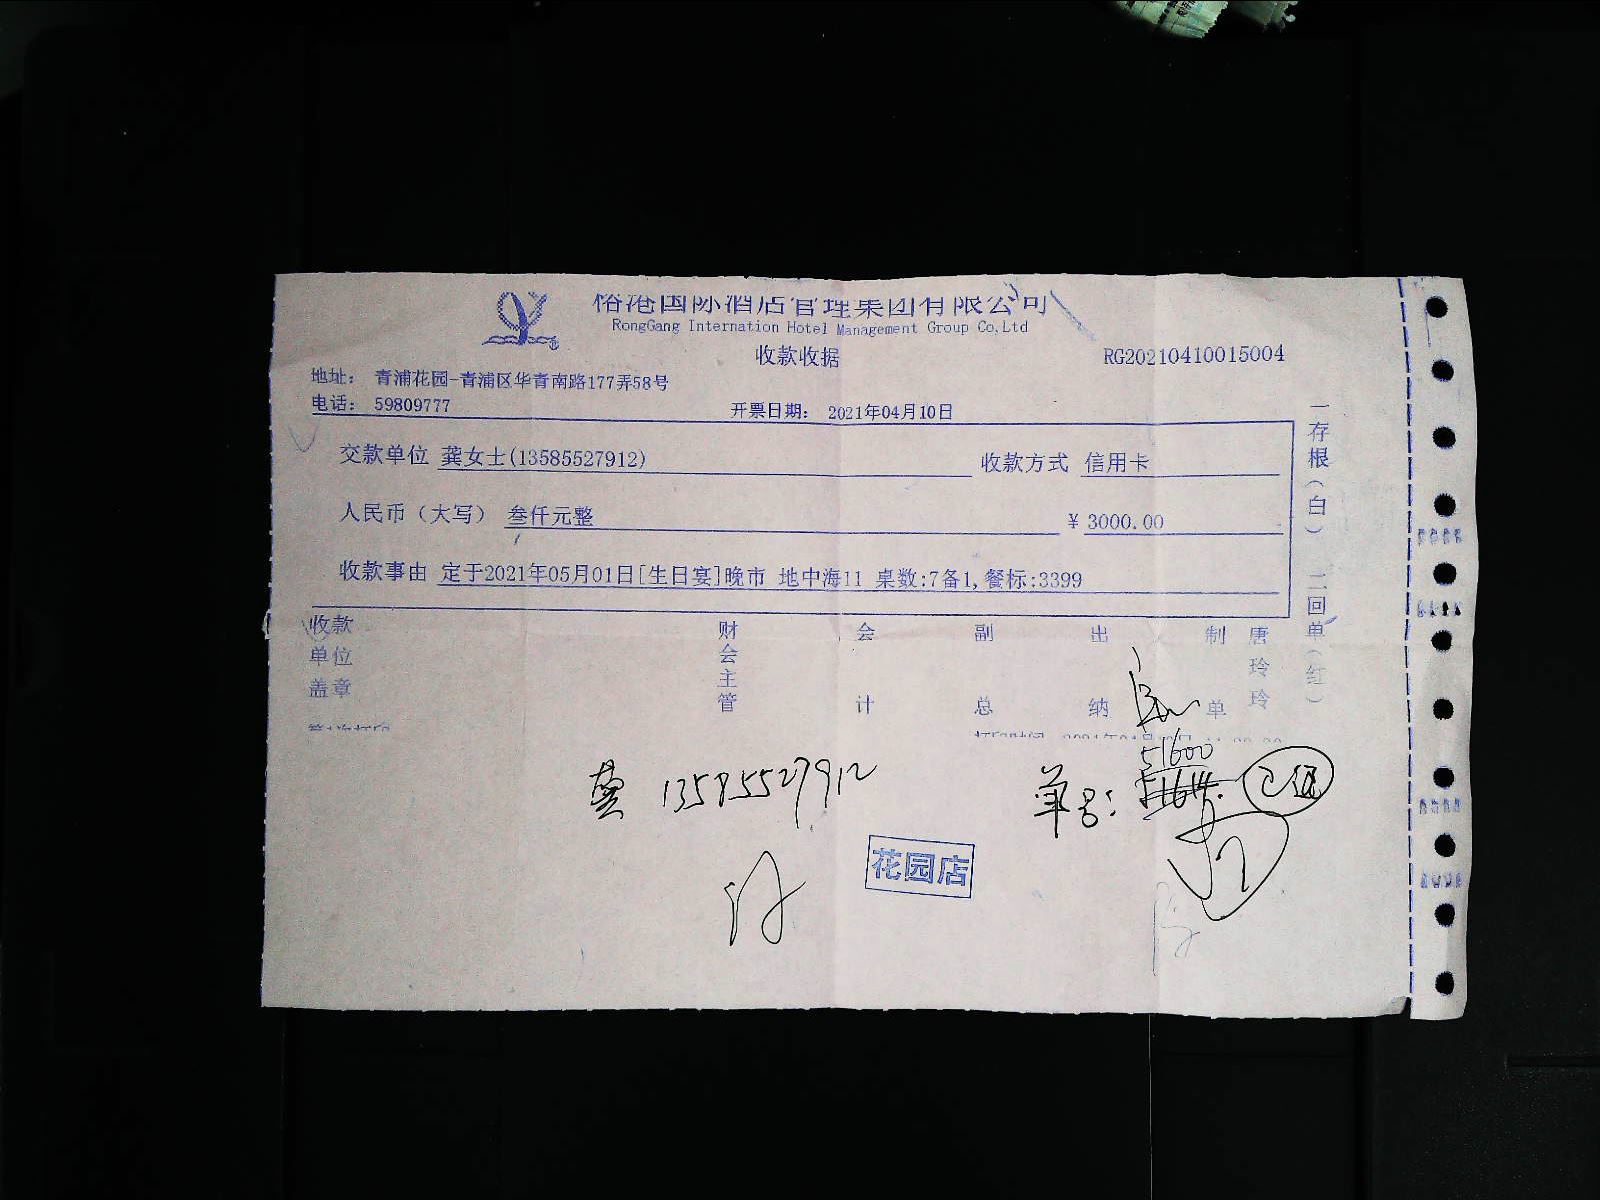 俗港国际酒店管理集团有限公司
RongGang Internation Hotel Management Group Co,Ltd
收款收据
RG20210410015004
地址： 青浦花园-青浦区华青南路177弄58号
电话： 59809777
开票日期： 2021年04月10日
交款单位 龚女士(13585527912)
收款方式 信用卡
人民币（大写） 叁仟元整
¥ 3000.00
收款事由 定于2021年05月01日[生日宴]晚市 地中海11 桌数:7备1,餐标:3399
一存根（白） 二回单（红）
收款单位盖章
财会主管
会计
副总
出纳
制单
唐玲玲
龚 13585527912
单号: 51600
花园店